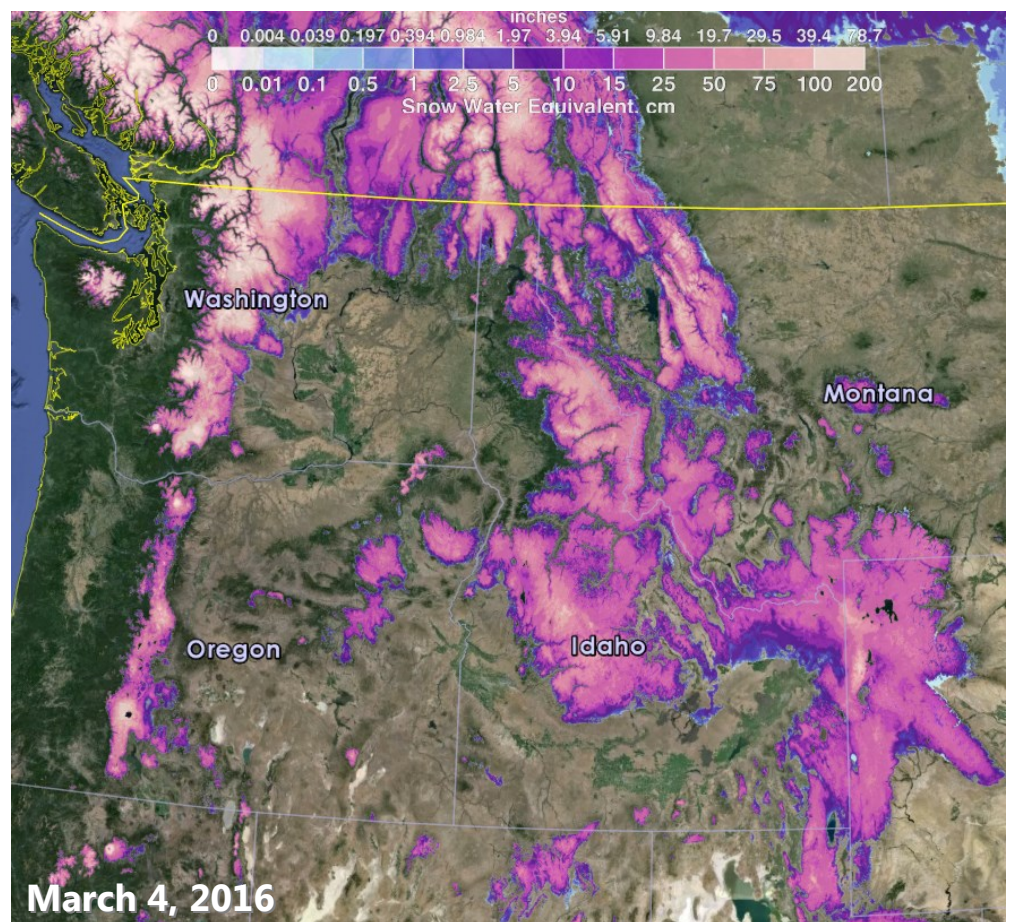 inches
0 0.004 0.039 0.197 0.394 0.984 1.97 3.94 5.91 9.84 19.7 29.5 39.4 78.7
0 0.01 0.1 0.5 1 2.5 5 10 15 25 50 75 100 200
Snow Water Equivalent, cm
Washington
Montana
Oregon
Idaho
March 4, 2016